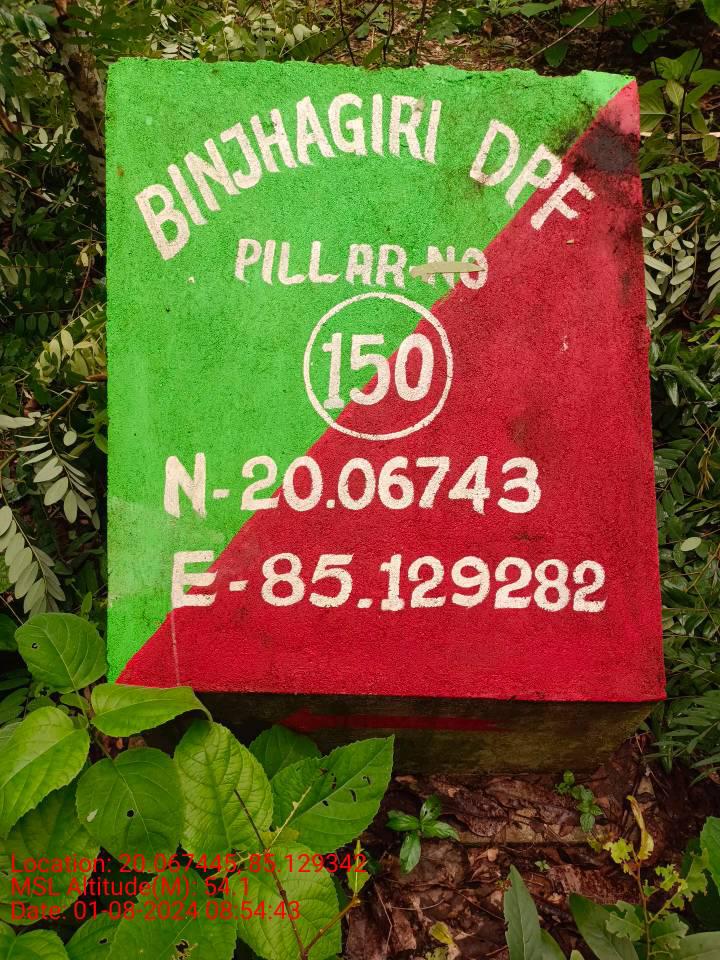 BINJHAGIRI DPF
PILLAR-NO
150
N-20.06743
E-85.129282
Location: 20.067445,85.129342
MSL Altitude(M): 54.1
Date: 01-08-2024 08:54:43